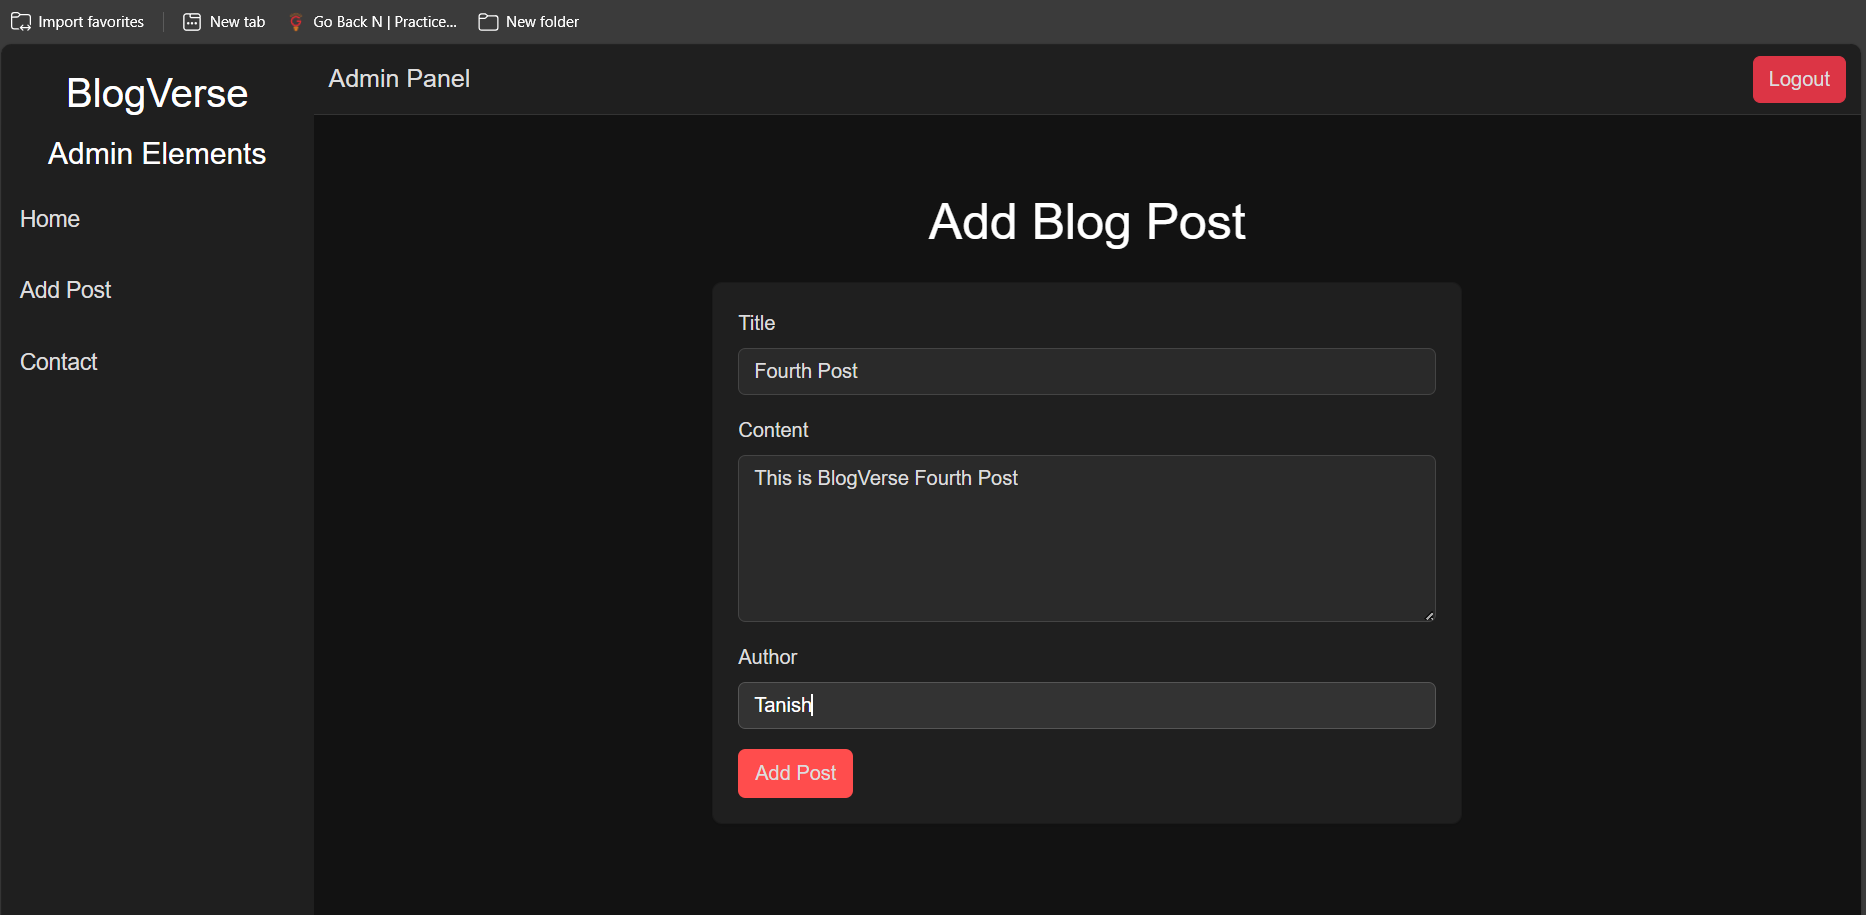 Import favorites
New tab
Go Back N | Practice...
New folder
BlogVerse
Admin Elements
Home
Add Post
Contact
Admin Panel
Logout
Add Blog Post
Title
Fourth Post
Content
This is BlogVerse Fourth Post
Author
Tanish
Add Post